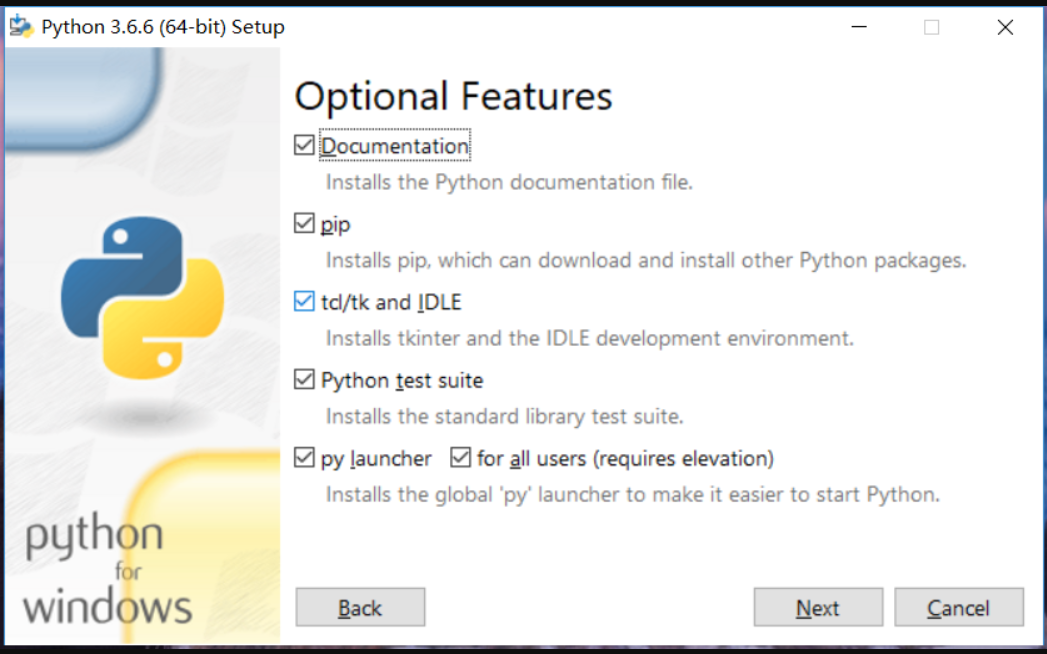 Python 3.6.6 (64-bit) Setup
Optional Features
Documentation
Installs the Python documentation file.
pip
Installs pip, which can download and install other Python packages.
tcl/tk and IDLE
Installs tkinter and the IDLE development environment.
Python test suite
Installs the standard library test suite.
py launcher for all users (requires elevation)
Installs the global 'py' launcher to make it easier to start Python.
python
for
windows
Back Next Cancel